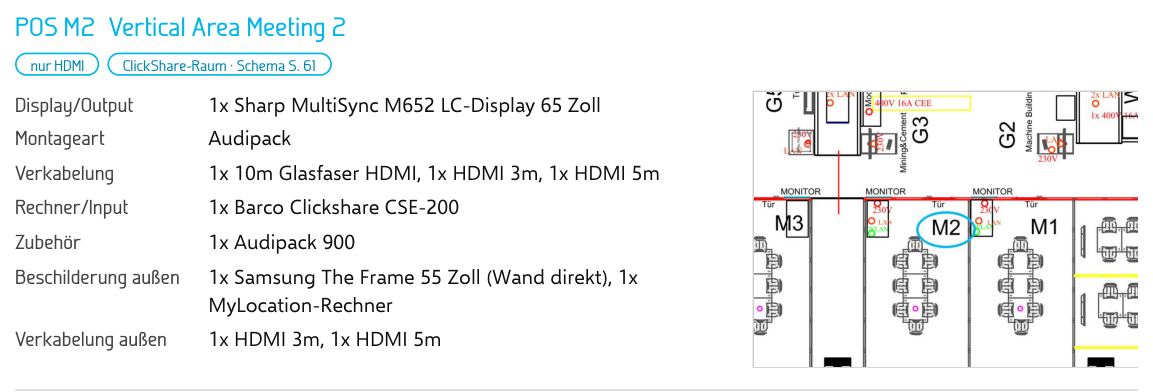 POS M2 Vertical Area Meeting 2
nur HDMI
ClickShare-Raum · Schema S. 61
Display/Output 1x Sharp MultiSync M652 LC-Display 65 Zoll
Montageart Audipack
Verkabelung 1x 10m Glasfaser HDMI, 1x HDMI 3m, 1x HDMI 5m
Rechner/Input 1x Barco Clickshare CSE-200
Zubehör 1x Audipack 900
Beschilderung außen 1x Samsung The Frame 55 Zoll (Wand direkt), 1x
MyLocation-Rechner
Verkabelung außen 1x HDMI 3m, 1x HDMI 5m
2x LAN
400V 16A CEE
2x LAN
1x 400V 16A
G3
Mining&Cement
G2
Machine Buildin
230V
230V
230V
MONITOR MONITOR MONITOR
Tür Tür Tür
230V 230V
LAN LAN
M3 M2 M1